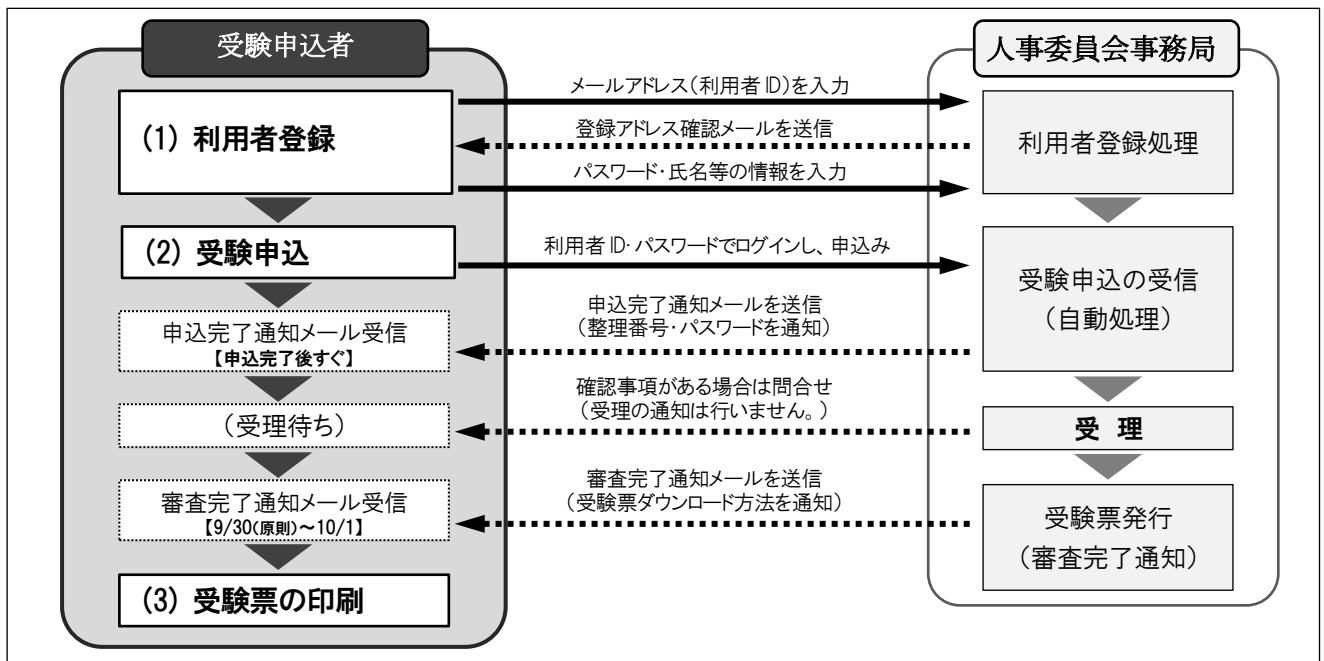 受験申込者
人事委員会事務局
メールアドレス（利用者ID）を入力
(1) 利用者登録
登録アドレス確認メールを送信
利用者登録処理
パスワード・氏名等の情報を入力
(2) 受験申込
利用者ID・パスワードでログインし、申込み
受験申込の受信
（自動処理）
申込完了通知メール受信
【申込完了後すぐ】
申込完了通知メールを送信
（整理番号・パスワードを通知）
（受理待ち）
確認事項がある場合は問合せ
（受理の通知は行いません。）
受 理
審査完了通知メール受信
【9/30(原則)～10/1】
審査完了通知メールを送信
（受験票ダウンロード方法を通知）
受験票発行
（審査完了通知）
(3) 受験票の印刷